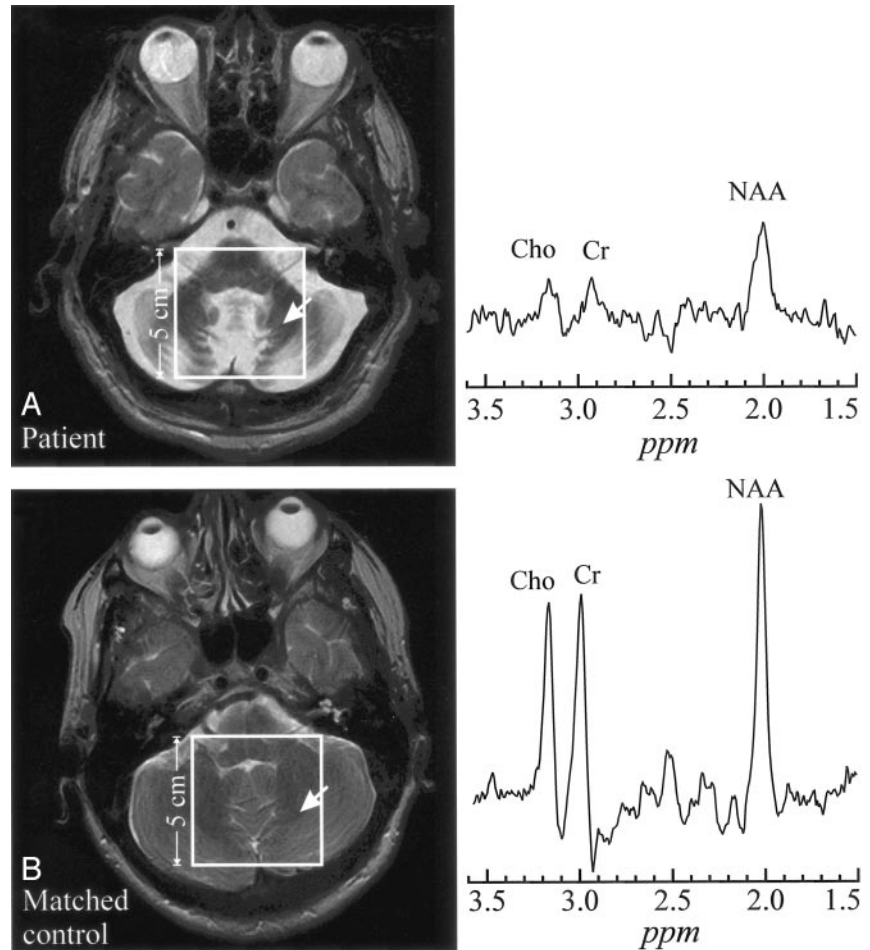 NAA
Cho
Cr
5 cm
3.5 3.0 2.5 2.0 1.5
ppm
A
Patient
NAA
Cho
Cr
5 cm
3.5 3.0 2.5 2.0 1.5
ppm
B
Matched
control